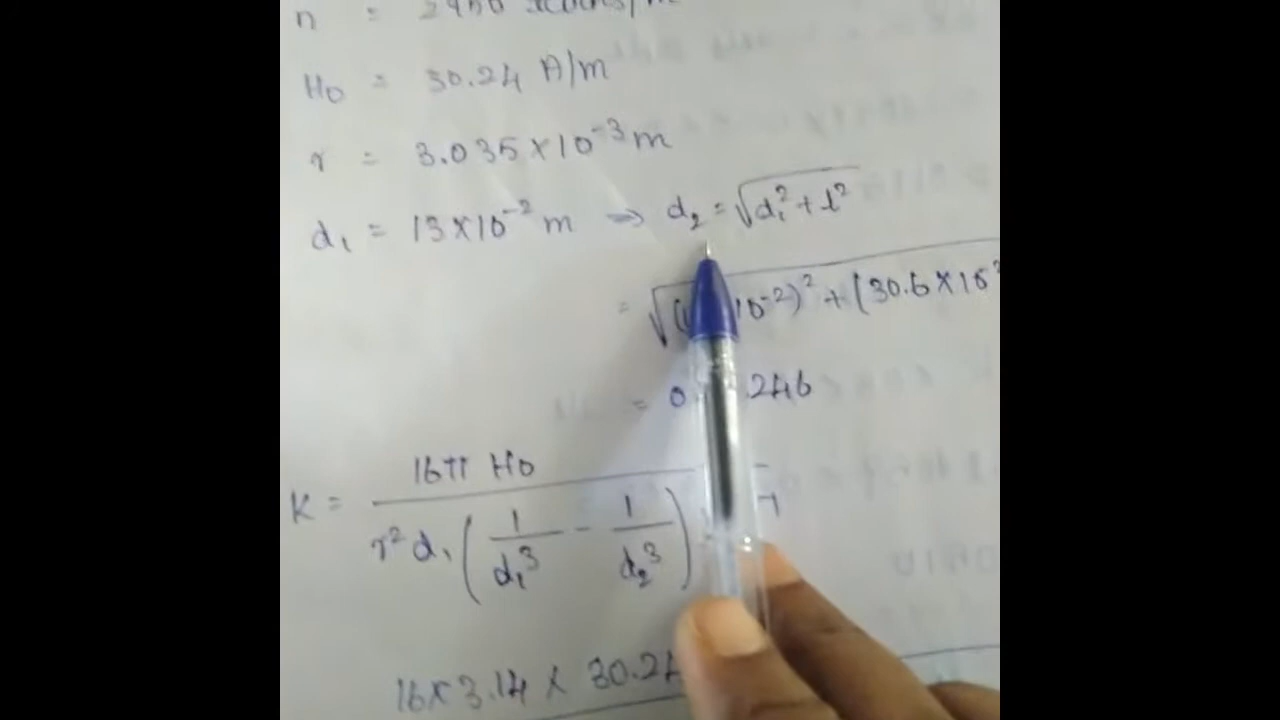 n =
H0 = 30.24 A/m
r = 3.035×10⁻³ m
d₁ = 13×10⁻² m ⇒ d₂ = √d₁² + l²
= √( 10⁻²)² + (30.6×10
= 0 .246
K = 16π H0 / r² d₁ (1/d₁³ - 1/d₂³)
16×3.14 × 30.24